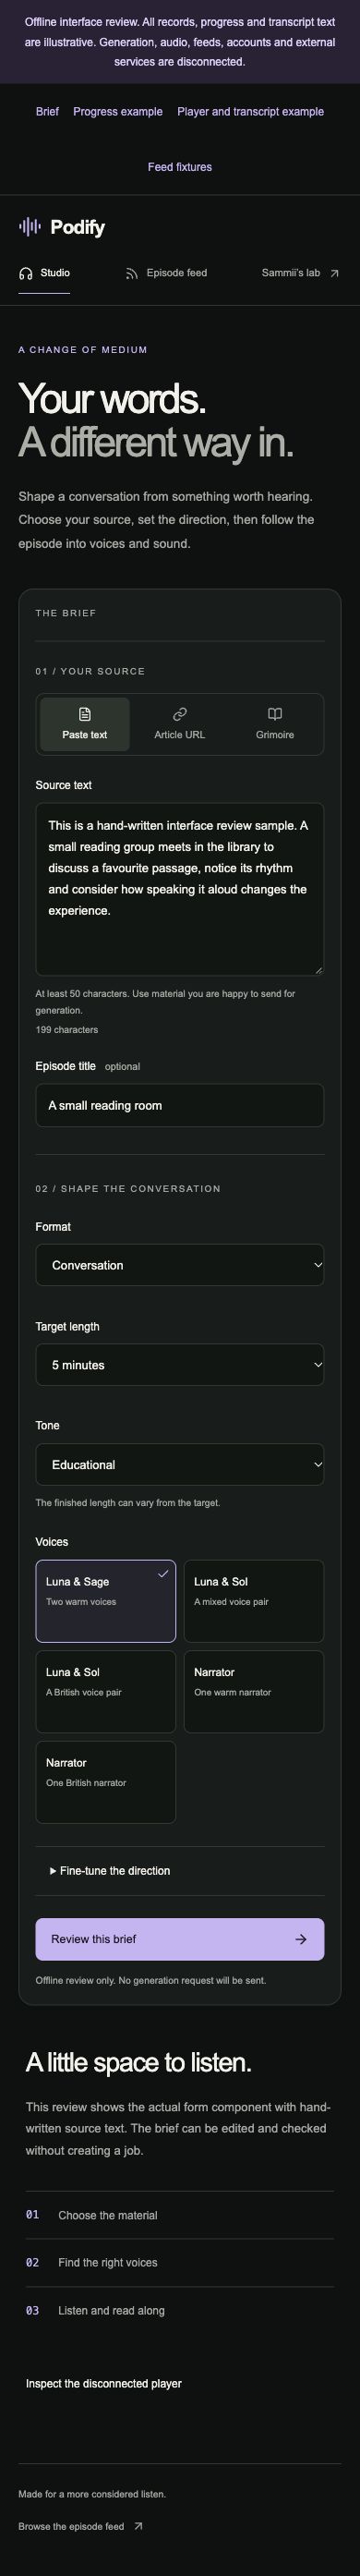 Offline interface review. All records, progress and transcript text
are illustrative. Generation, audio, feeds, accounts and external
services are disconnected.
Brief
Progress example
Player and transcript example
Feed fixtures
Podify
Studio
Episode feed
Sammii's lab
A CHANGE OF MEDIUM
Your words.
A different way in.
Shape a conversation from something worth hearing.
Choose your source, set the direction, then follow the
episode into voices and sound.
THE BRIEF
01 / YOUR SOURCE
Paste text
Article URL
Grimoire
Source text
This is a hand-written interface review sample. A
small reading group meets in the library to
discuss a favourite passage, notice its rhythm
and consider how speaking it aloud changes the
experience.
At least 50 characters. Use material you are happy to send for
generation.
199 characters
Episode title optional
A small reading room
02 / SHAPE THE CONVERSATION
Format
Conversation
Target length
5 minutes
Tone
Educational
The finished length can vary from the target.
Voices
Luna & Sage
Two warm voices
Luna & Sol
A mixed voice pair
Luna & Sol
A British voice pair
Narrator
One warm narrator
Narrator
One British narrator
Fine-tune the direction
Review this brief
Offline review only. No generation request will be sent.
A little space to listen.
This review shows the actual form component with hand-
written source text. The brief can be edited and checked
without creating a job.
01 Choose the material
02 Find the right voices
03 Listen and read along
Inspect the disconnected player
Made for a more considered listen.
Browse the episode feed